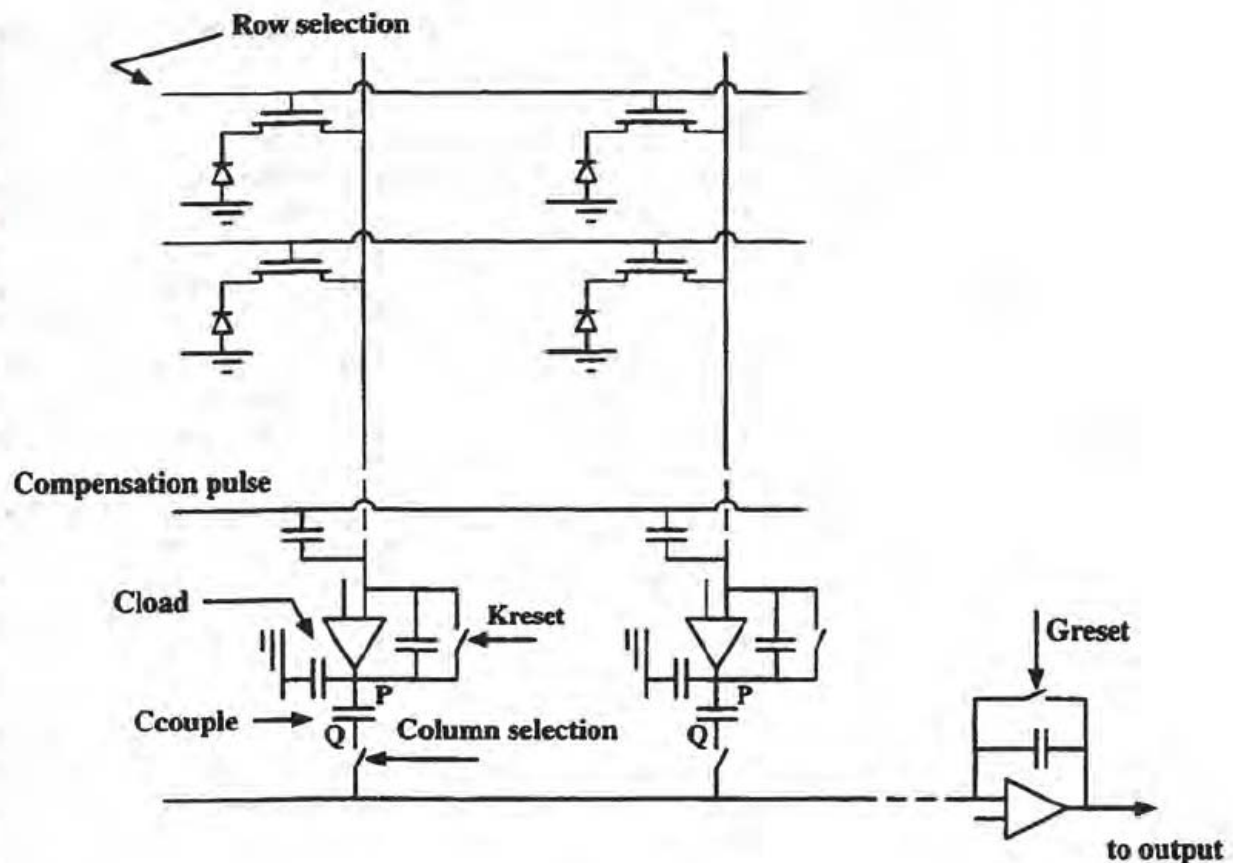 Row selection
Compensation pulse
Cload
Kreset
Greset
P
P
Ccouple
Q
Column selection
Q
to output